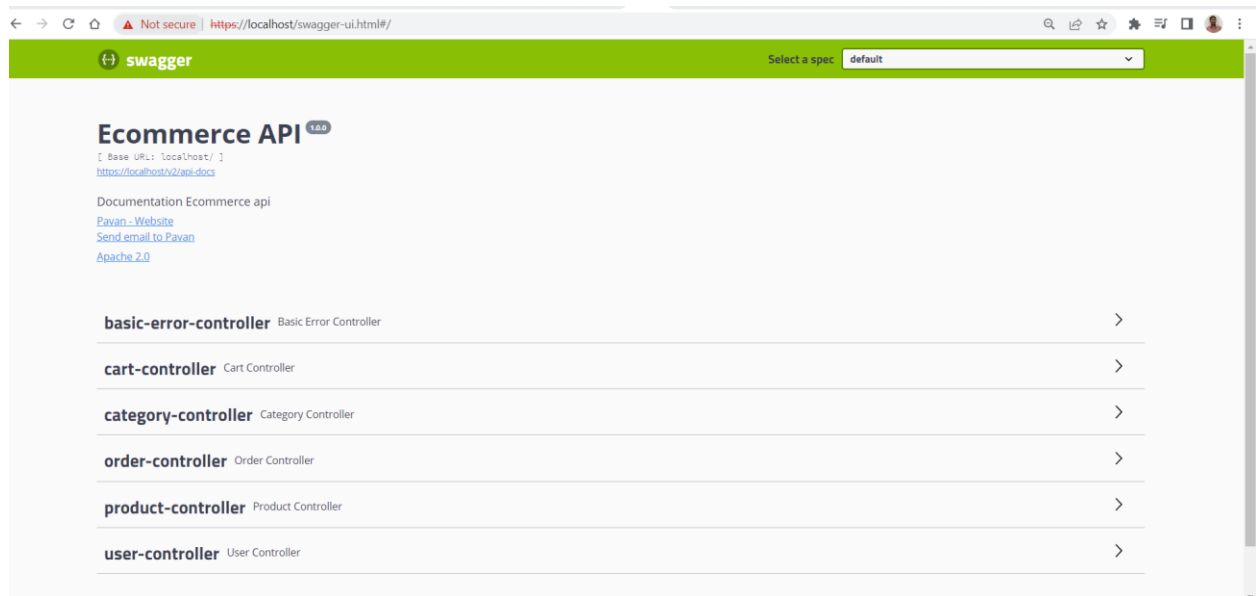 Not secure https://localhost/swagger-ui.html#/
swagger Select a spec default
Ecommerce API 1.0.0
[ Base URL: localhost/ ]
https://localhost/v2/api-docs
Documentation Ecommerce api
Pavan - Website
Send email to Pavan
Apache 2.0
basic-error-controller Basic Error Controller
cart-controller Cart Controller
category-controller Category Controller
order-controller Order Controller
product-controller Product Controller
user-controller User Controller